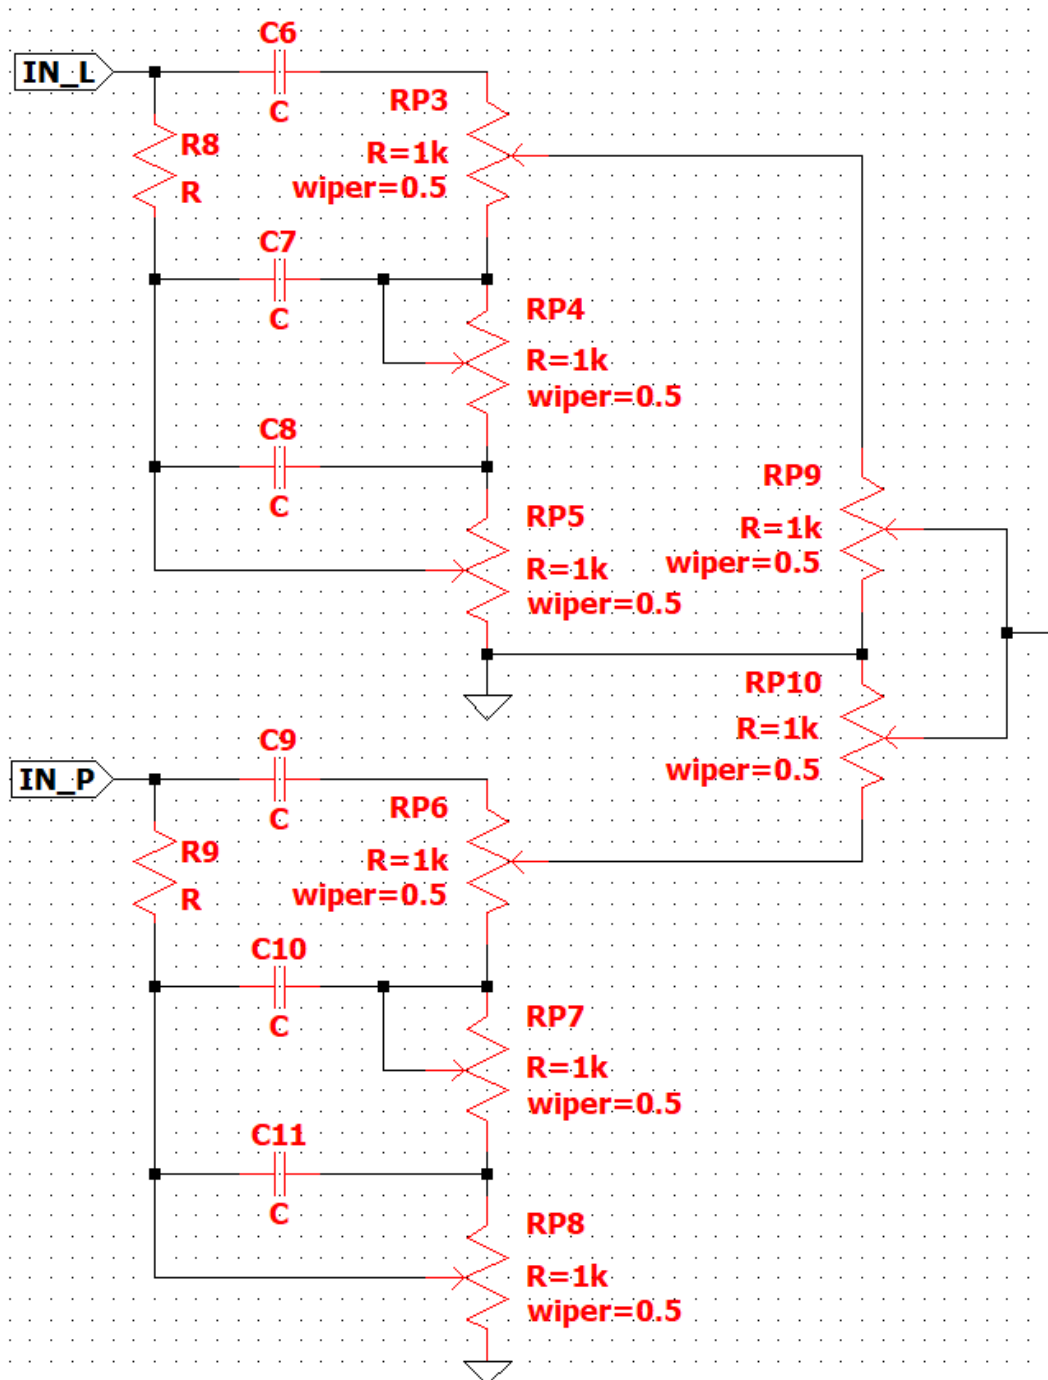 C6
IN_L
C
RP3
R8
R=1k
R
wiper=0.5
C7
C
RP4
R=1k
wiper=0.5
C8
C
RP5
R=1k
wiper=0.5
RP9
R=1k
wiper=0.5
RP10
R=1k
wiper=0.5
C9
IN_P
C
RP6
R9
R=1k
R
wiper=0.5
C10
C
RP7
R=1k
wiper=0.5
C11
C
RP8
R=1k
wiper=0.5